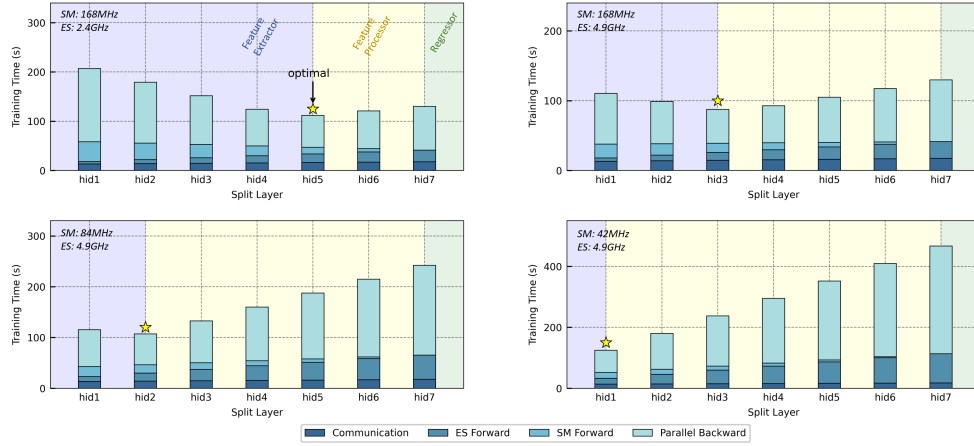 SM: 168MHz
ES: 2.4GHz
Feature
Extractor
Feature
Processor
Regressor
optimal
Training Time (s)
300
200
100
0
hid1 hid2 hid3 hid4 hid5 hid6 hid7
Split Layer
SM: 168MHz
ES: 4.9GHz
Training Time (s)
200
100
0
hid1 hid2 hid3 hid4 hid5 hid6 hid7
Split Layer
SM: 84MHz
ES: 4.9GHz
Training Time (s)
300
200
100
0
hid1 hid2 hid3 hid4 hid5 hid6 hid7
Split Layer
SM: 42MHz
ES: 4.9GHz
Training Time (s)
400
200
0
hid1 hid2 hid3 hid4 hid5 hid6 hid7
Split Layer
Communication ES Forward SM Forward Parallel Backward